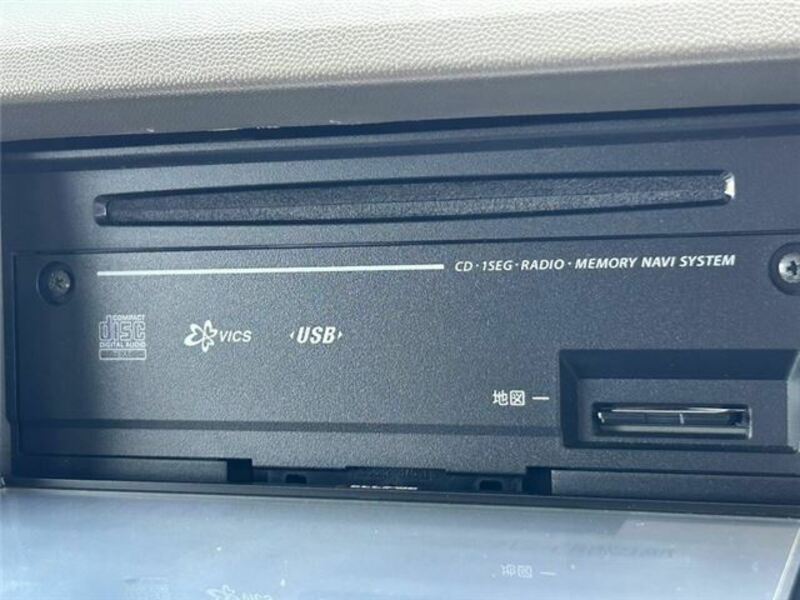 CD·1SEG·RADIO·MEMORY NAVI SYSTEM
COMPACT
disc
DIGITAL AUDIO
VICS
USB
地図